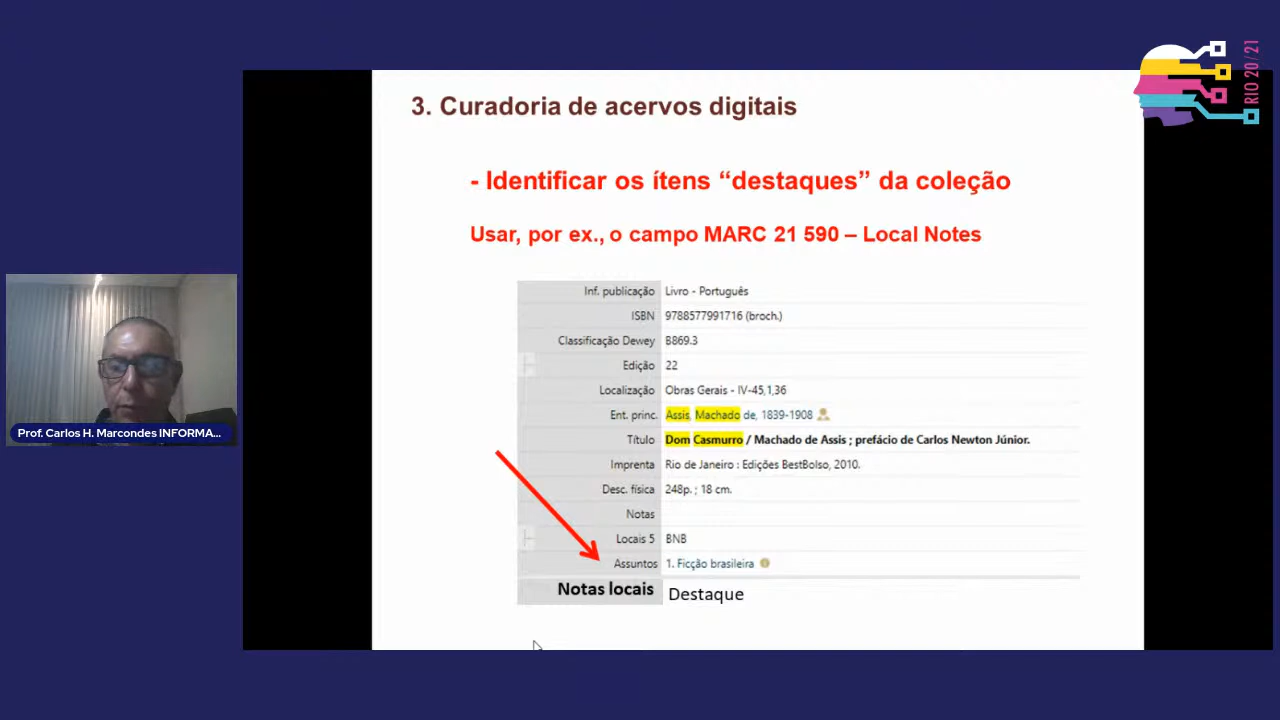 RIO 20/21
3. Curadoria de acervos digitais
- Identificar os ítens “destaques” da coleção
Usar, por ex., o campo MARC 21 590 – Local Notes
Inf. publicação Livro - Português
ISBN 9788577991716 (broch.)
Classificação Dewey B869.3
Edição 22
Localização Obras Gerais - IV-45,1,36
Ent. princ. Assis, Machado de, 1839-1908
Título Dom Casmurro / Machado de Assis ; prefácio de Carlos Newton Júnior.
Imprenta Rio de Janeiro : Edições BestBolso, 2010.
Desc. física 248p. ; 18 cm.
Notas
Locais 5 BNB
Assuntos 1. Ficção brasileira
Notas locais Destaque
Prof. Carlos H. Marcondes INFORMA...